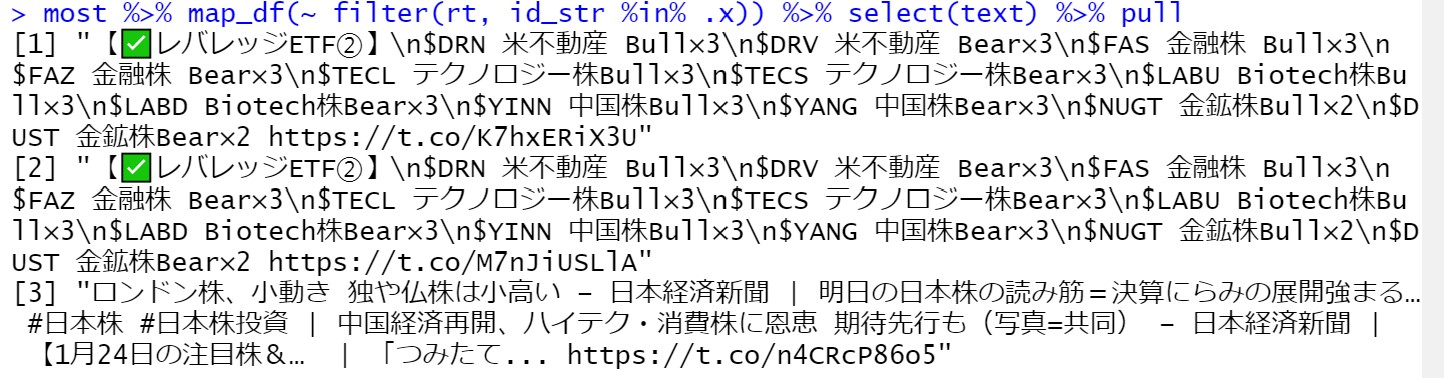 > most %>% map_df(~ filter(rt, id_str %in% .x)) %>% select(text) %>% pull
[1] "【✅レバレッジETF②】\n$DRN 米不動産 Bull×3\n$DRV 米不動産 Bear×3\n$FAS 金融株 Bull×3\n
$FAZ 金融株 Bear×3\n$TECL テクノロジー株Bull×3\n$TECS テクノロジー株Bear×3\n$LABU Biotech株Bu
ll×3\n$LABD Biotech株Bear×3\n$YINN 中国株Bull×3\n$YANG 中国株Bear×3\n$NUGT 金鉱株Bull×2\n$D
UST 金鉱株Bear×2 https://t.co/K7hxERiX3U"
[2] "【✅レバレッジETF②】\n$DRN 米不動産 Bull×3\n$DRV 米不動産 Bear×3\n$FAS 金融株 Bull×3\n
$FAZ 金融株 Bear×3\n$TECL テクノロジー株Bull×3\n$TECS テクノロジー株Bear×3\n$LABU Biotech株Bu
ll×3\n$LABD Biotech株Bear×3\n$YINN 中国株Bull×3\n$YANG 中国株Bear×3\n$NUGT 金鉱株Bull×2\n$D
UST 金鉱株Bear×2 https://t.co/M7nJiUSLlA"
[3] "ロンドン株、小動き 独や仏株は小高い – 日本経済新聞 | 明日の日本株の読み筋＝決算にらみの展開強まる…
#日本株 #日本株投資 | 中国経済再開、ハイテク・消費株に恩恵 期待先行も（写真=共同） – 日本経済新聞 |
【1月24日の注目株＆… | 「つみたて... https://t.co/n4CRcP86o5"